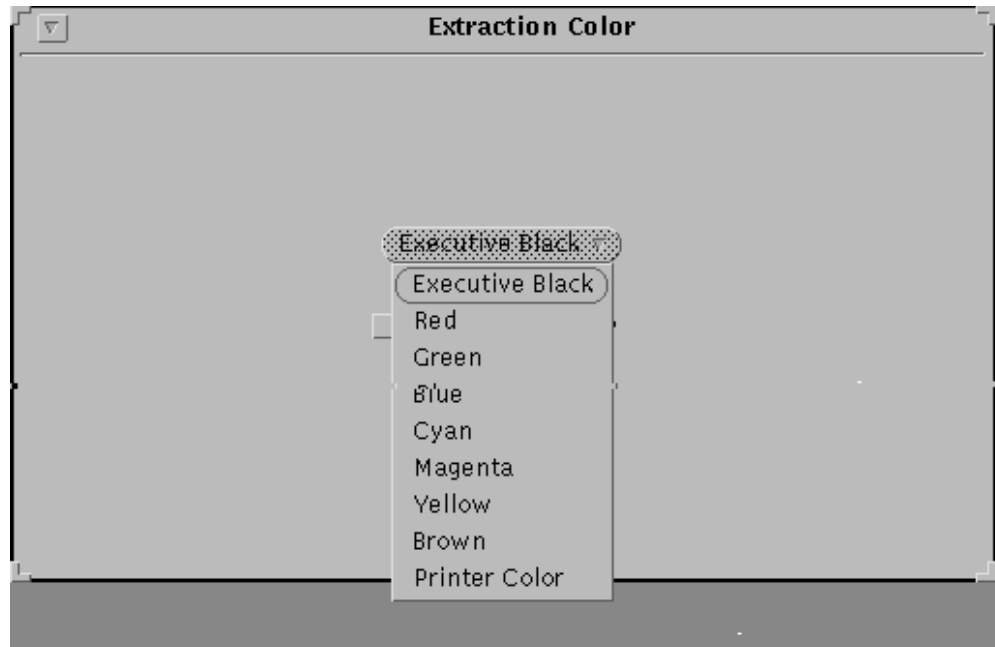 Extraction Color
Executive Black
Executive Black
Red
Green
Blue
Cyan
Magenta
Yellow
Brown
Printer Color